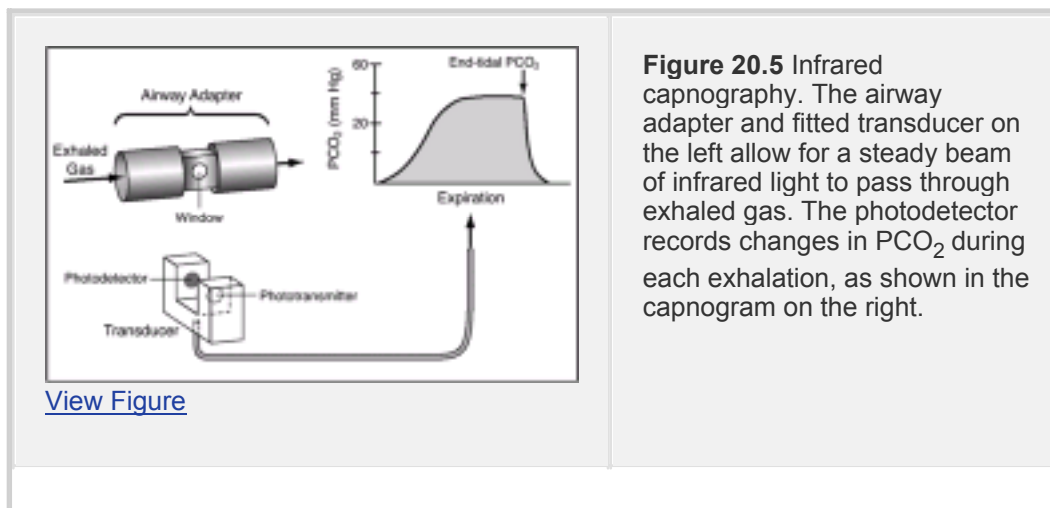 Airway Adapter
Exhaled
Gas
Window
Photodetector
Phototransmitter
Transducer
60
20
PCO2 (mm Hg)
End-tidal PCO2
Expiration
View Figure
Figure 20.5 Infrared
capnography. The airway
adapter and fitted transducer on
the left allow for a steady beam
of infrared light to pass through
exhaled gas. The photodetector
records changes in PCO2 during
each exhalation, as shown in the
capnogram on the right.